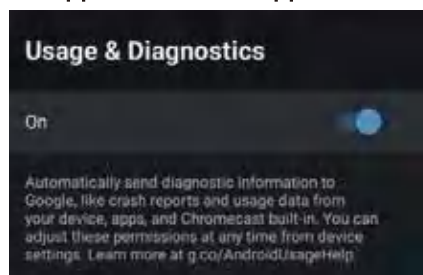 Usage & Diagnostics
On
Automatically send diagnostic information to
Google, like crash reports and usage data from
your device, apps, and Chromecast built-in. You can
adjust these permissions at any time from device
settings. Learn more at g.co/AndroidUsageHelp